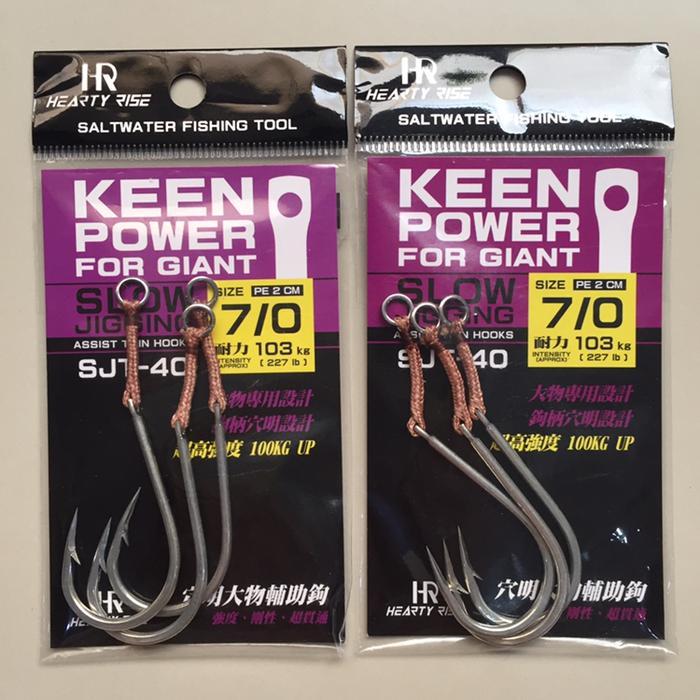 HR
HEARTY RISE
SALTWATER FISHING TOOL
KEEN
POWER
FOR GIANT
SLOW
JIGGING
ASSIST TWIN HOOKS
SJT-40
SIZE PE 2 CM
7/0
耐力 103 kg
INTENSITY
(APPROX)
( 227 lb )
大物專用設計
鉤柄穴明設計
超高強度 100KG UP
穴明大物輔助鉤
強度、剛性、超貫通
HR
HEARTY RISE
SALTWATER FISHING TOOL
KEEN
POWER
FOR GIANT
SLOW
JIGGING
ASSIST TWIN HOOKS
SJT-40
SIZE PE 2 CM
7/0
耐力 103 kg
INTENSITY
(APPROX)
( 227 lb )
大物專用設計
鉤柄穴明設計
超高強度 100KG UP
HR
HEARTY RISE
穴明大物輔助鉤
強度、剛性、超貫通